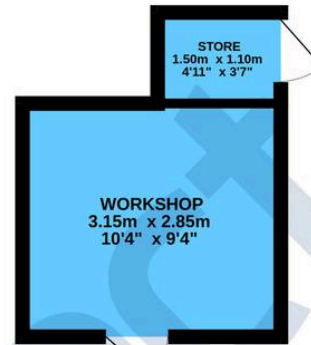 STORE
1.50m x 1.10m
4'11" x 3'7"
WORKSHOP
3.15m x 2.85m
10'4" x 9'4"